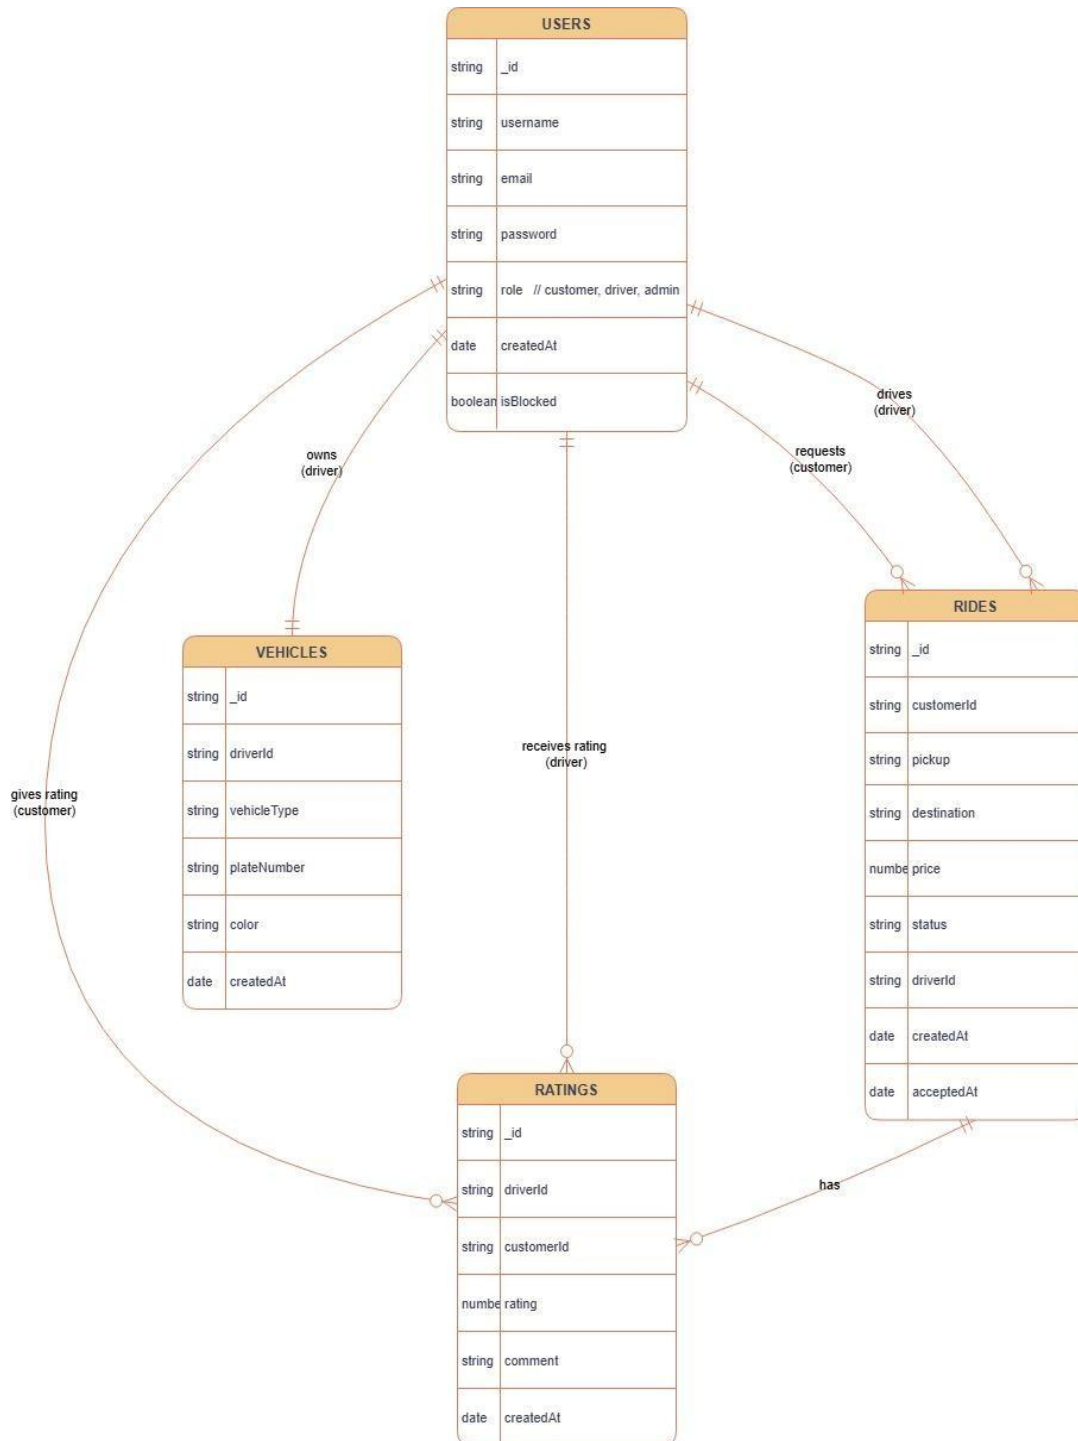 USERS
string _id
string username
string email
string password
string role // customer, driver, admin
date createdAt
boolean isBlocked
drives
(driver)
requests
(customer)
owns
(driver)
RIDES
string _id
string customerId
string pickup
string destination
numbe price
string status
string driverId
date createdAt
date acceptedAt
VEHICLES
string _id
string driverId
string vehicleType
string plateNumber
string color
date createdAt
receives rating
(driver)
gives rating
(customer)
has
RATINGS
string _id
string driverId
string customerId
numbe rating
string comment
date createdAt